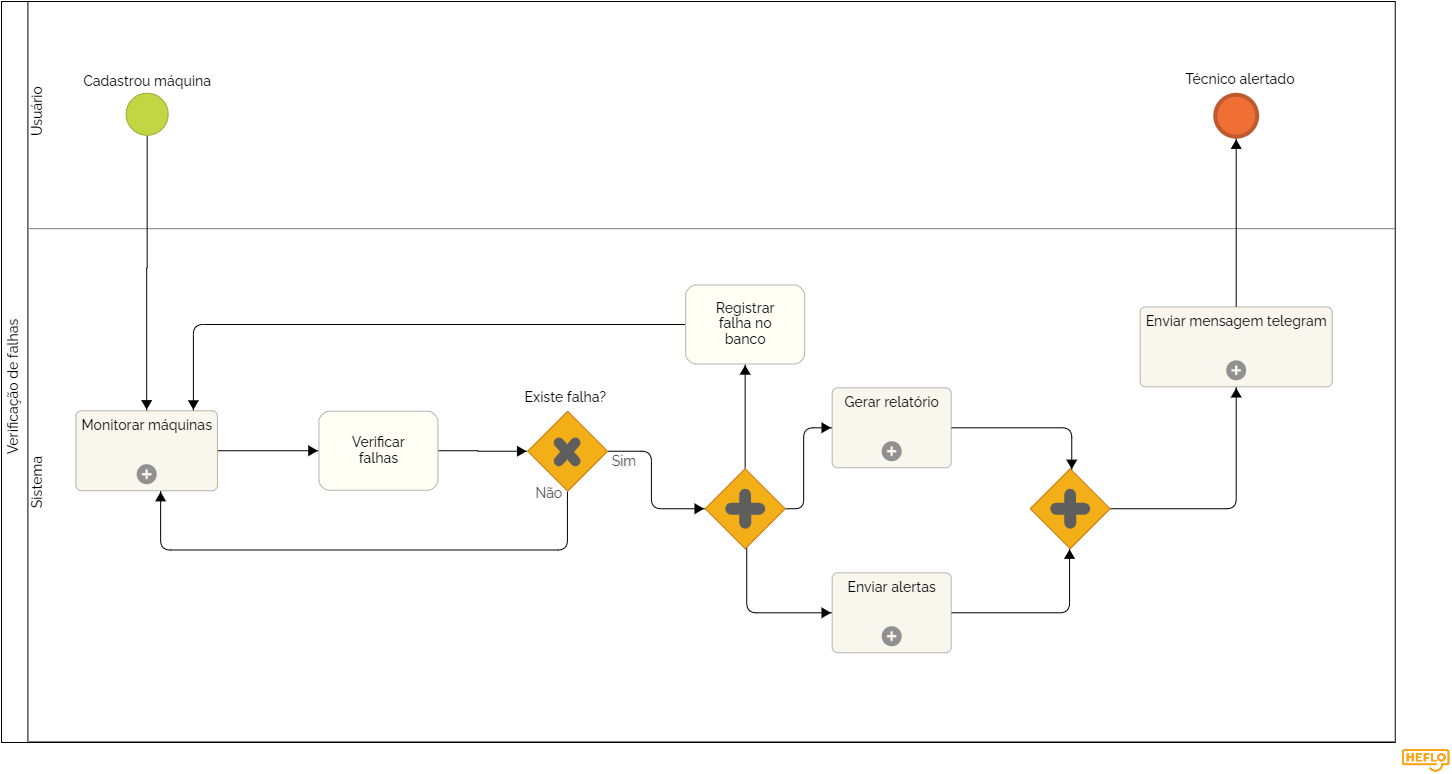 Verificação de falhas
Usuário
Cadastrou máquina
Técnico alertado
Sistema
Monitorar máquinas
Verificar
falhas
Existe falha?
Sim
Não
Registrar
falha no
banco
Gerar relatório
Enviar alertas
Enviar mensagem telegram
HEFLO